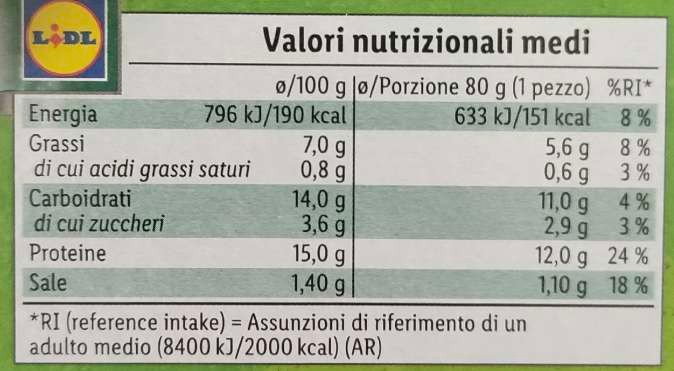 LIDL
Valori nutrizionali medi
ø/100 g ø/Porzione 80 g (1 pezzo) %RI*
Energia 796 kJ/190 kcal 633 kJ/151 kcal 8 %
Grassi 7,0 g 5,6 g 8 %
di cui acidi grassi saturi 0,8 g 0,6 g 3 %
Carboidrati 14,0 g 11,0 g 4 %
di cui zuccheri 3,6 g 2,9 g 3 %
Proteine 15,0 g 12,0 g 24 %
Sale 1,40 g 1,10 g 18 %
*RI (reference intake) = Assunzioni di riferimento di un
adulto medio (8400 kJ/2000 kcal) (AR)